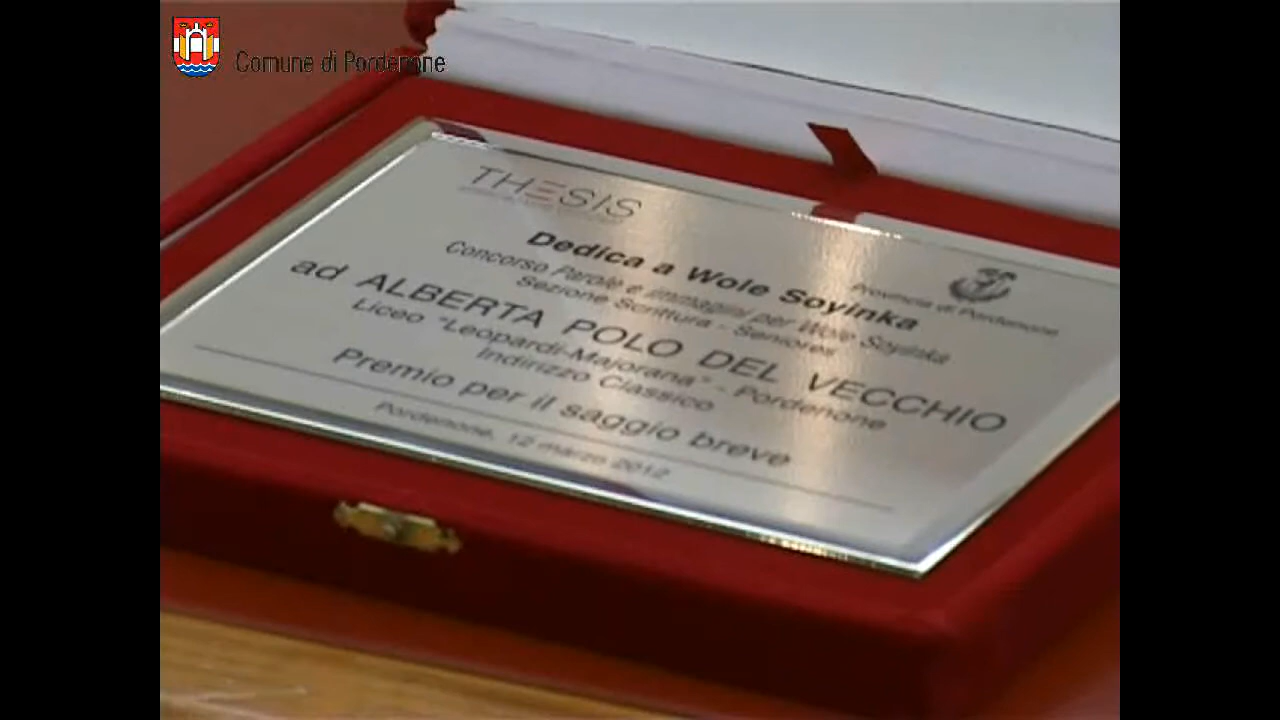 Comune di Pordenone
THESIS
Provincia di Pordenone
Dedica a Wole Soyinka
Concorso Parole e immagini per Wole Soyinka
Sezione Scrittura - Seniores
ad ALBERTA POLO DEL VECCHIO
Liceo "Leopardi-Majorana" - Pordenone
Indirizzo Classico
Premio per il saggio breve
Pordenone, 12 marzo 2012